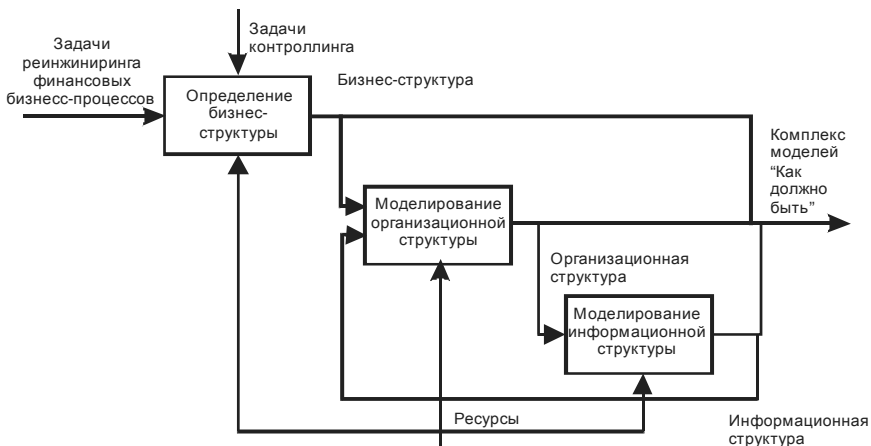 Задачи
реинжиниринга
финансовых
бизнесс-процессов
Задачи
контроллинга
Определение
бизнес-
структуры
Бизнес-структура
Комплекс
моделей
“Как
должно
быть”
Моделирование
организационной
структуры
Организационная
структура
Моделирование
информационной
структуры
Ресурсы
Информационная
структура